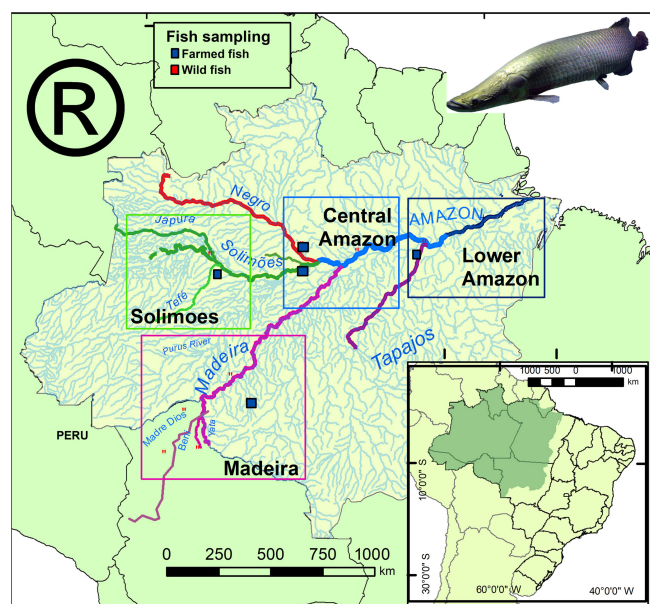 Fish sampling
Farmed fish
Wild fish
R
Negro
Japura
Solimões
Central
Amazon
AMAZON
Lower
Amazon
Tefé
Solimoes
Purus River
Madeira
Tapajos
Madre Dios
Beni
Yata
PERU
Madeira
0 250 500 750 1000
km
1000 500 0 1000
km
10°0'0" S
30°0'0" S
60°0'0" W
40°0'0" W